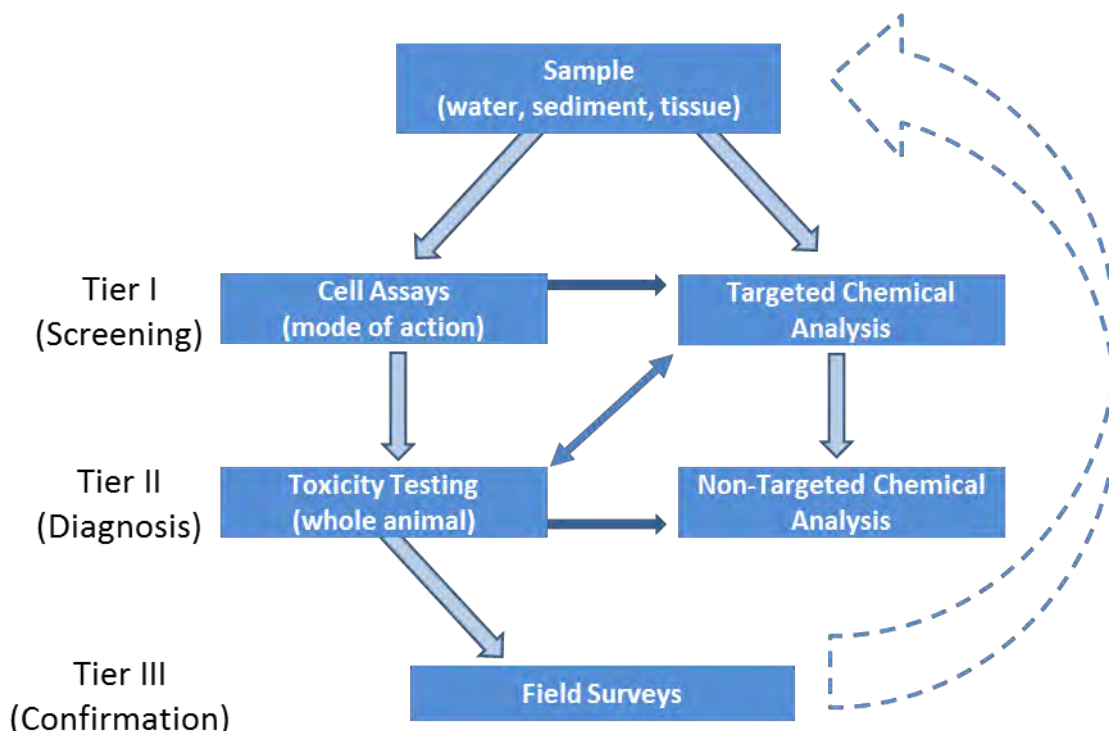 Sample
(water, sediment, tissue)
Tier I
(Screening)
Cell Assays
(mode of action)
Targeted Chemical
Analysis
Tier II
(Diagnosis)
Toxicity Testing
(whole animal)
Non-Targeted Chemical
Analysis
Tier III
(Confirmation)
Field Surveys